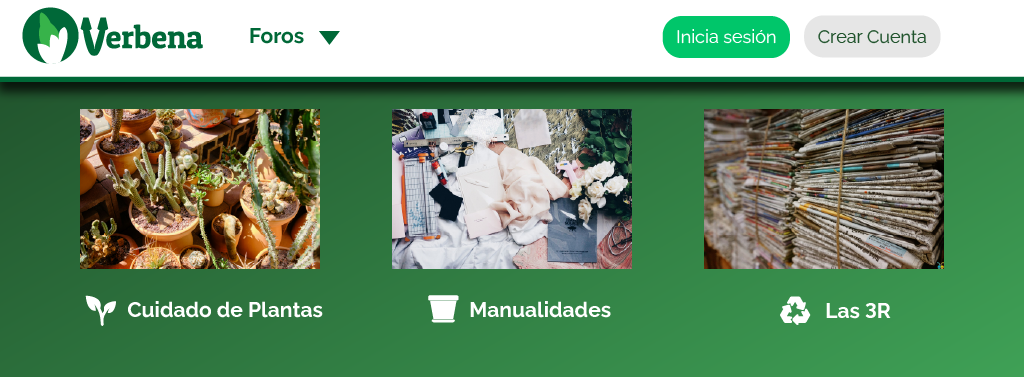 Verbena
Foros
Inicia sesión
Crear Cuenta
Cuidado de Plantas
Manualidades
Las 3R